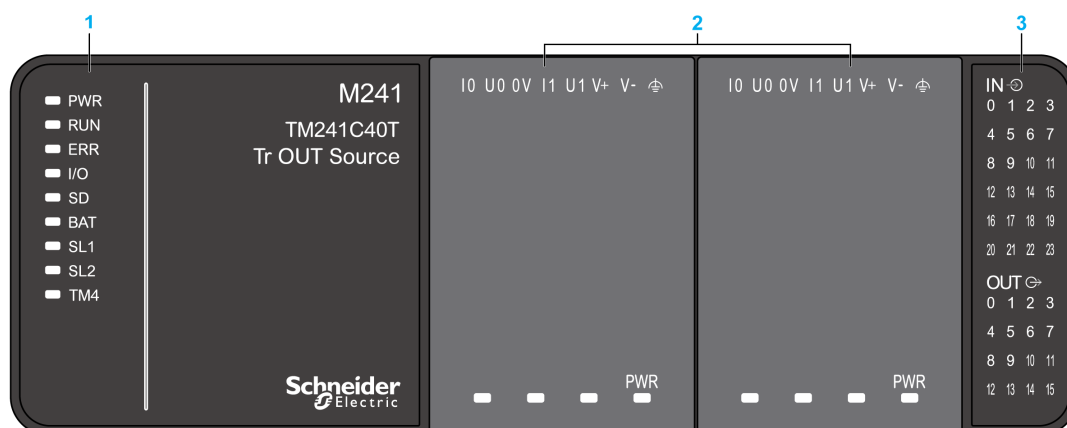 1
2
3
PWR
RUN
ERR
I/O
SD
BAT
SL1
SL2
TM4
M241
TM241C40T
Tr OUT Source
Schneider
Electric
I0 U0 0V I1 U1 V+ V-
PWR
I0 U0 0V I1 U1 V+ V-
PWR
IN
0 1 2 3
4 5 6 7
8 9 10 11
12 13 14 15
16 17 18 19
20 21 22 23
OUT
0 1 2 3
4 5 6 7
8 9 10 11
12 13 14 15